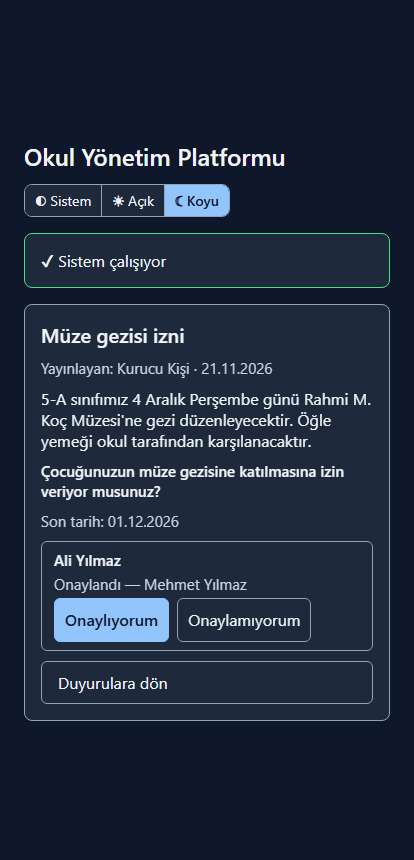 Okul Yönetim Platformu
Sistem
Açık
Koyu
✓ Sistem çalışıyor
Müze gezisi izni
Yayınlayan: Kurucu Kişi · 21.11.2026
5-A sınıfımız 4 Aralık Perşembe günü Rahmi M.
Koç Müzesi'ne gezi düzenleyecektir. Öğle
yemeği okul tarafından karşılanacaktır.
Çocuğunuzun müze gezisine katılmasına izin
veriyor musunuz?
Son tarih: 01.12.2026
Ali Yılmaz
Onaylandı — Mehmet Yılmaz
Onaylıyorum
Onaylamıyorum
Duyurulara dön